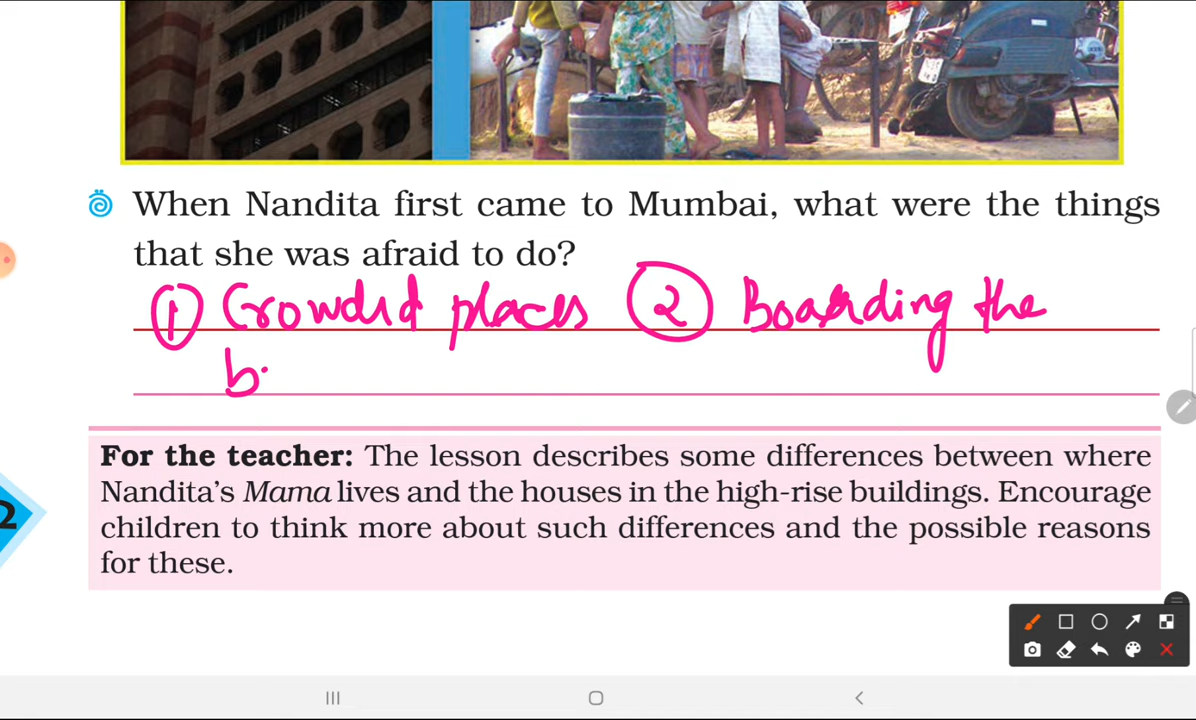 When Nandita first came to Mumbai, what were the things
that she was afraid to do?
① Crowded places ② Boarding the
b
For the teacher: The lesson describes some differences between where
Nandita's Mama lives and the houses in the high-rise buildings. Encourage
children to think more about such differences and the possible reasons
for these.
2